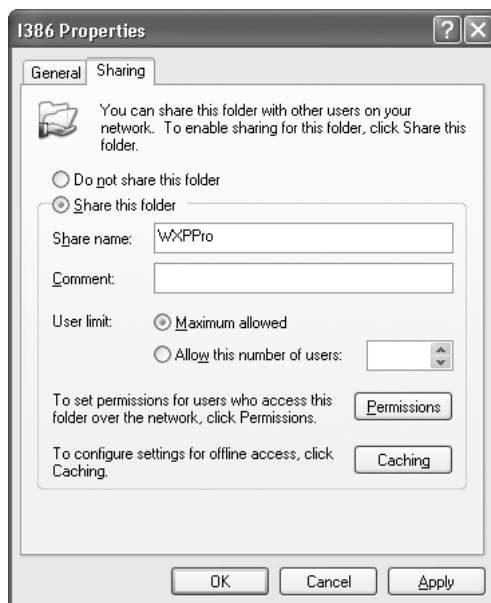 I386 Properties
General Sharing
You can share this folder with other users on your
network. To enable sharing for this folder, click Share this
folder.
Do not share this folder
Share this folder
Share name: WXPPro
Comment:
User limit: Maximum allowed
Allow this number of users:
To set permissions for users who access this
folder over the network, click Permissions.
Permissions
To configure settings for offline access, click
Caching.
Caching
OK Cancel Apply